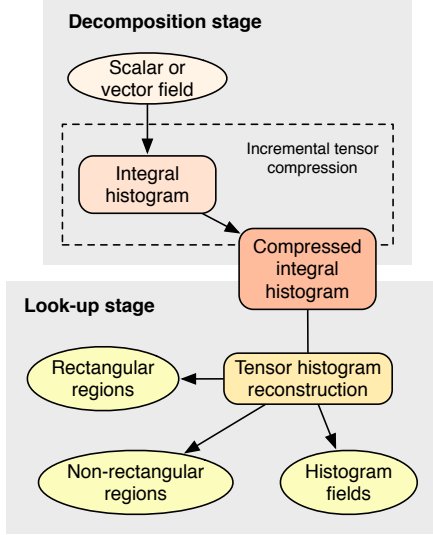 Decomposition stage
Scalar or
vector field
Incremental tensor
compression
Integral
histogram
Compressed
integral
histogram
Look-up stage
Rectangular
regions
Tensor histogram
reconstruction
Non-rectangular
regions
Histogram
fields